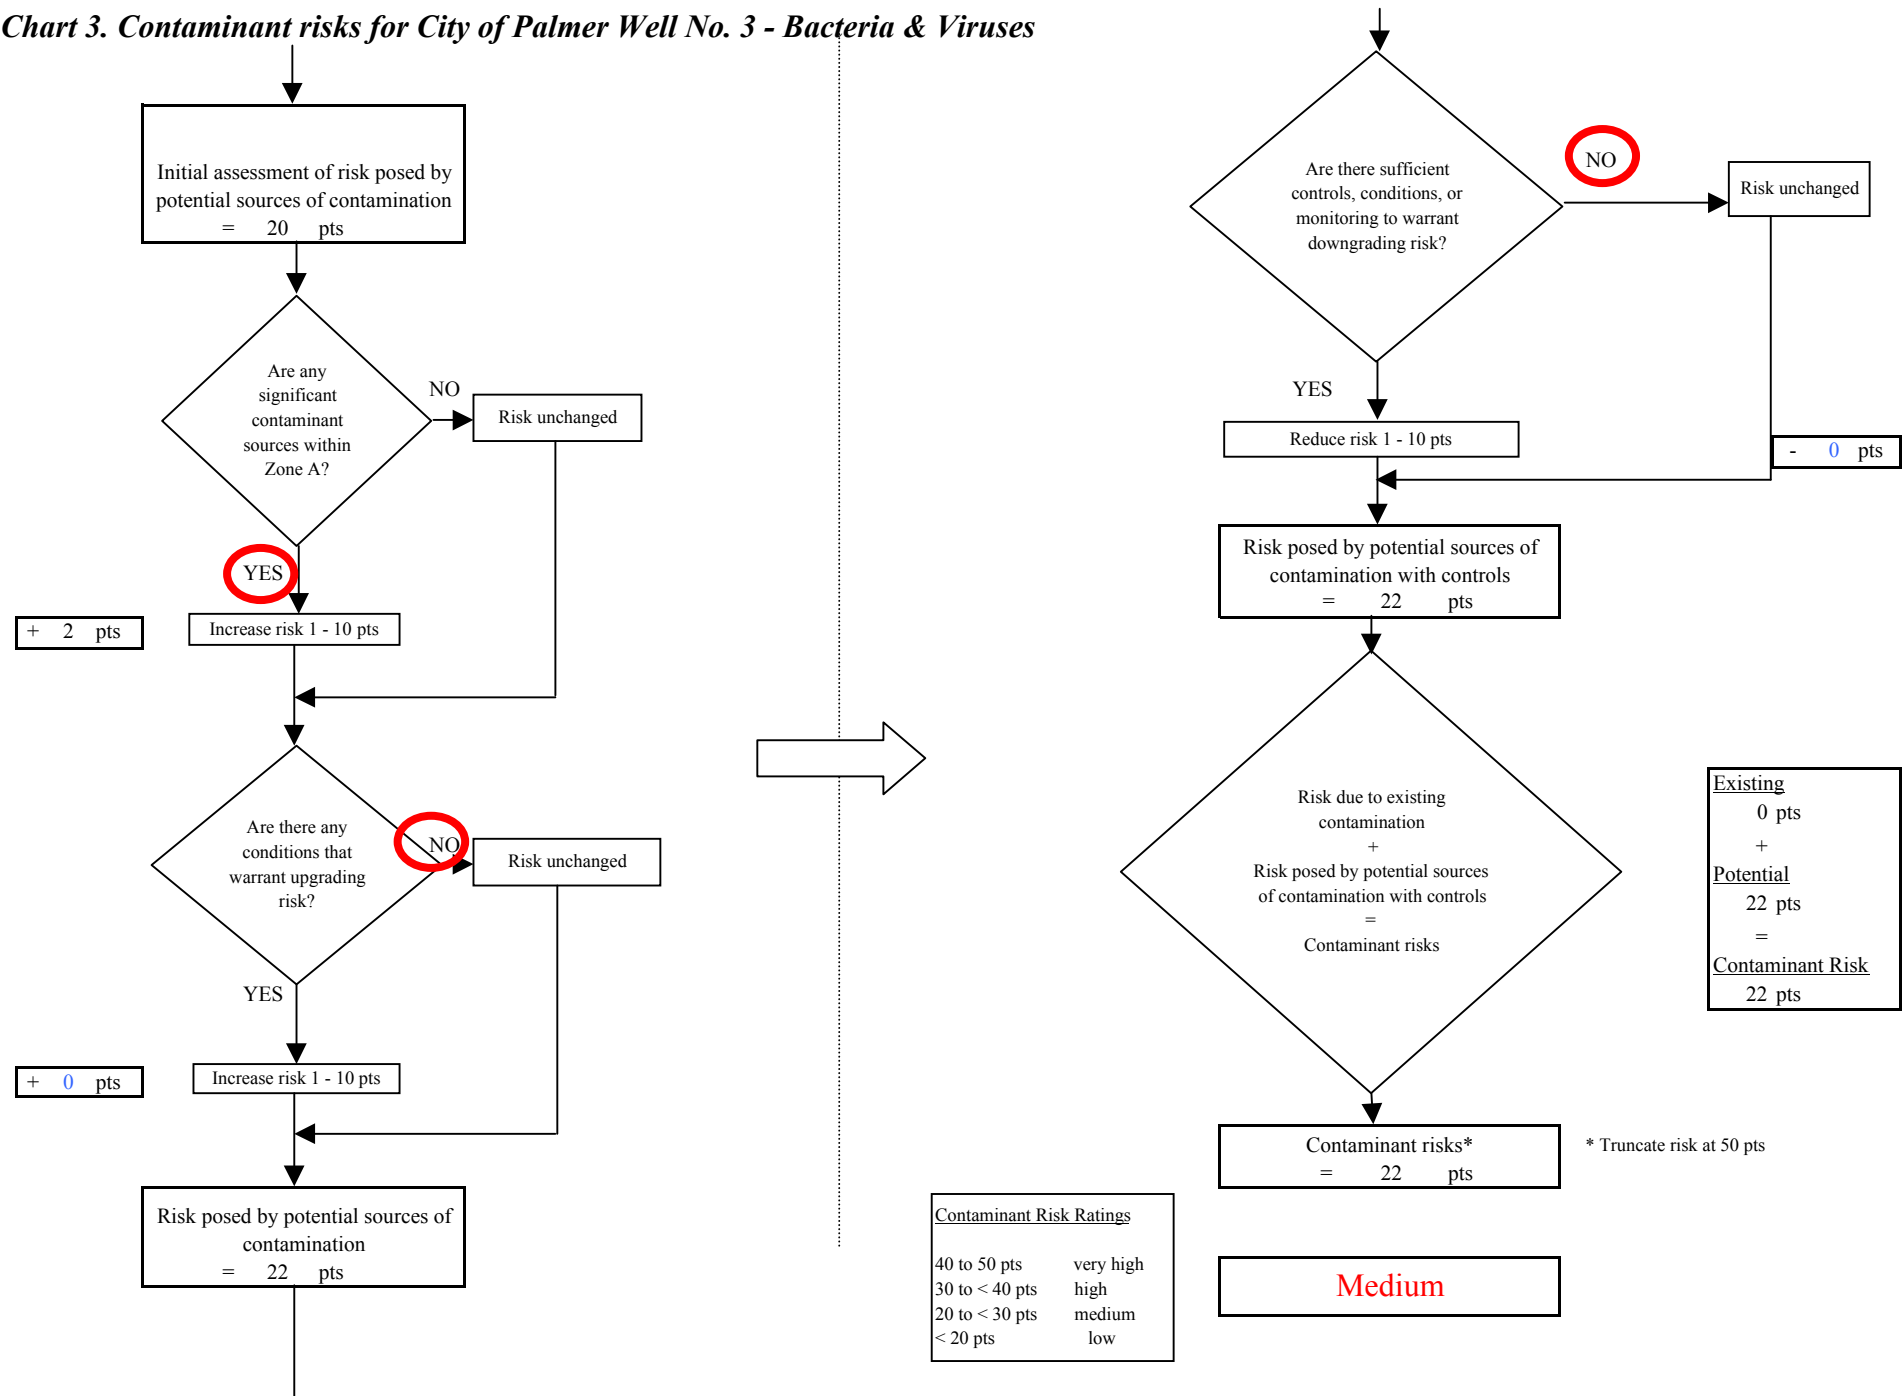 Chart 3. Contaminant risks for City of Palmer Well No. 3 - Bacteria & Viruses
Initial assessment of risk posed by
potential sources of contamination
= 20 pts
Are any
significant
contaminant
sources within
Zone A?
NO
Risk unchanged
YES
+ 2 pts
Increase risk 1 - 10 pts
Are there any
conditions that
warrant upgrading
risk?
NO
Risk unchanged
YES
+ 0 pts
Increase risk 1 - 10 pts
Risk posed by potential sources of
contamination
= 22 pts
Are there sufficient
controls, conditions, or
monitoring to warrant
downgrading risk?
NO
Risk unchanged
YES
Reduce risk 1 - 10 pts
- 0 pts
Risk posed by potential sources of
contamination with controls
= 22 pts
Risk due to existing
contamination
+
Risk posed by potential sources
of contamination with controls
=
Contaminant risks
Existing
0 pts
+
Potential
22 pts
=
Contaminant Risk
22 pts
Contaminant risks*
= 22 pts
* Truncate risk at 50 pts
Contaminant Risk Ratings
40 to 50 pts very high
30 to < 40 pts high
20 to < 30 pts medium
< 20 pts low
Medium